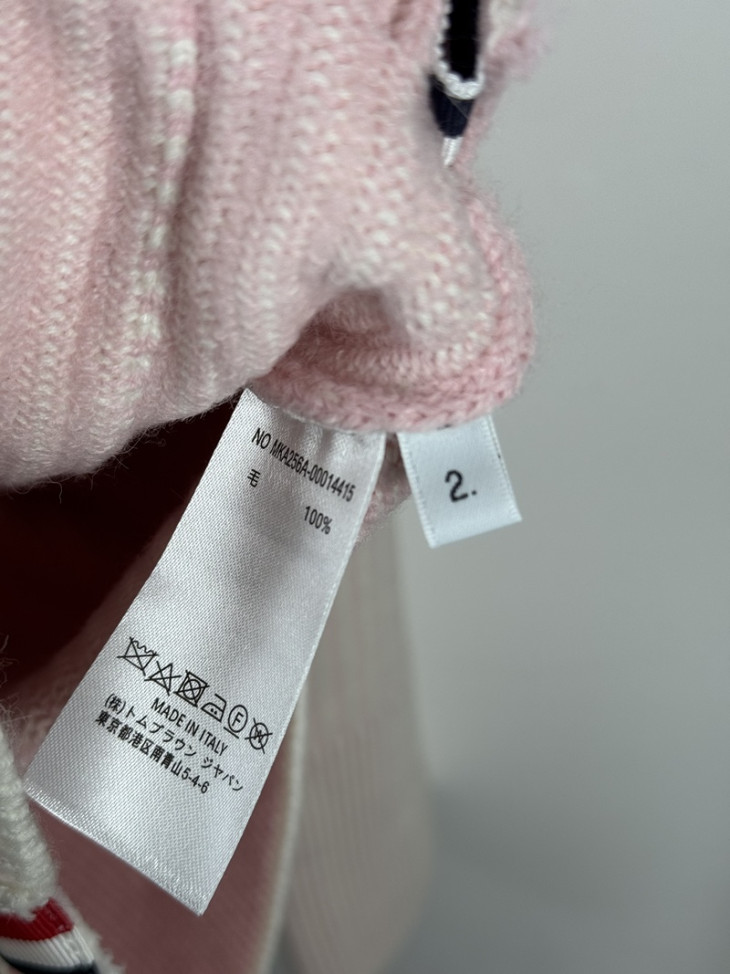 NO MKA256A-00014415
毛 100%
F
MADE IN ITALY
(株)トムブラウン ジャパン
東京都港区南青山5-4-6
2.